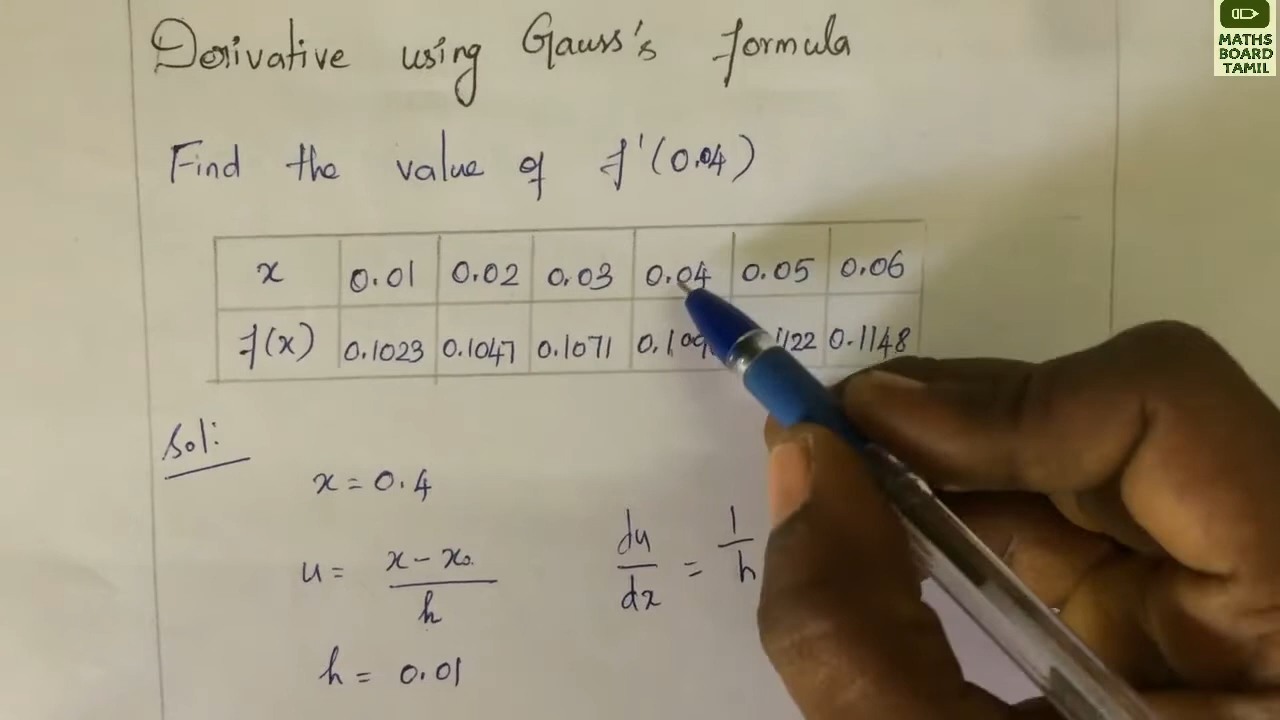 MATHS
BOARD
TAMIL
Derivative using Gauss's formula
Find the value of f'(0.04)
x 0.01 0.02 0.03 0.04 0.05 0.06
f(x) 0.1023 0.1047 0.1071 0.1148
Sol:
x = 0.4
u = x - x₀ / h
du/dx = 1/h
h = 0.01